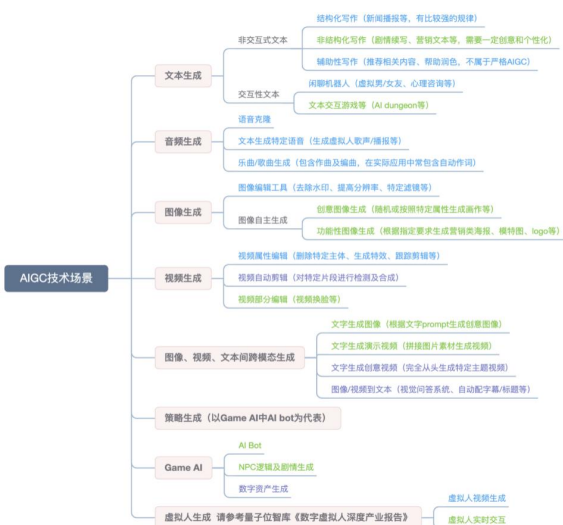 AIGC技术场景
文本生成
非交互式文本
结构化写作（新闻播报等，有比较强的规律）
非结构化写作（剧情续写、营销文本等，需要一定创意和个性化）
辅助性写作（推荐相关内容、帮助润色、不属于严格AIGC）
交互性文本
闲聊机器人（虚拟男/女友、心理咨询等）
文本交互游戏等（AI dungeon等）
音频生成
语音克隆
文本生成特定语音（生成虚拟人歌声/播报等）
乐曲/歌曲生成（包含作曲及编曲，在实际应用中常包含自动作词）
图像生成
图像编辑工具（去除水印、提高分辨率、特定滤镜等）
图像自主生成
创意图像生成（随机或按照特定属性生成画作等）
功能性图像生成（根据指定要求生成营销类海报、模特图、logo等）
视频生成
视频属性编辑（删除特定主体、生成特效、跟踪剪辑等）
视频自动剪辑（对特定片段进行检测及合成）
视频部分编辑（视频换脸等）
图像、视频、文本间跨模态生成
文字生成图像（根据文字prompt生成创意图像）
文字生成演示视频（拼接图片素材生成视频）
文字生成创意视频（完全从头生成特定主题视频）
图像/视频到文本（视觉问答系统、自动配字幕/标题等）
策略生成（以Game AI中AI bot为代表）
Game AI
AI Bot
NPC逻辑及剧情生成
数字资产生成
虚拟人生成 请参考量子位智库《数字虚拟人深度产业报告》
虚拟人视频生成
虚拟人实时交互